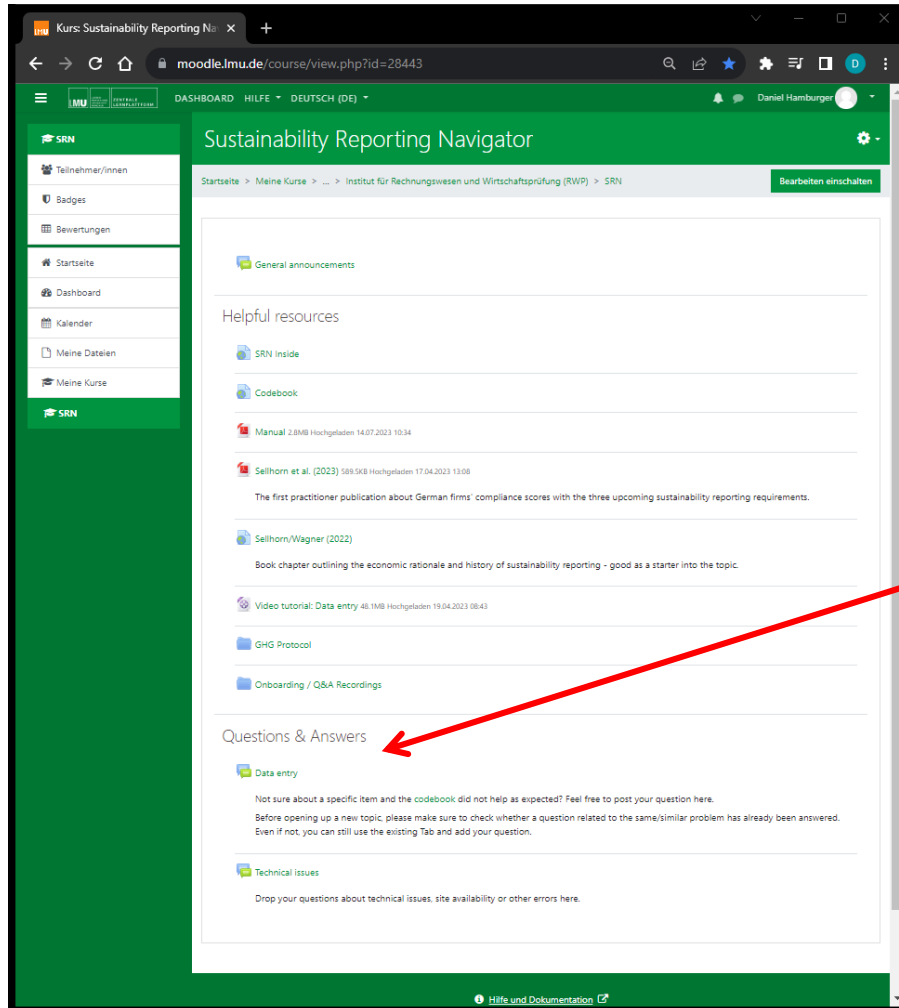 Kurs: Sustainability Reporting Na
moodle.lmu.de/course/view.php?id=28443
D
LMU ZENTRALE LERNPLATTFORM DASHBOARD HILFE DEUTSCH (DE) Daniel Hamburger
SRN
Teilnehmer/innen
Badges
Bewertungen
Startseite
Dashboard
Kalender
Meine Dateien
Meine Kurse
SRN
Sustainability Reporting Navigator
Startseite > Meine Kurse > ... > Institut für Rechnungswesen und Wirtschaftsprüfung (RWP) > SRN
Bearbeiten einschalten
General announcements
Helpful resources
SRN Inside
Codebook
Manual 2.8MB Hochgeladen 14.07.2023 10:34
Sellhorn et al. (2023) 589.5KB Hochgeladen 17.04.2023 13:08
The first practitioner publication about German firms' compliance scores with the three upcoming sustainability reporting requirements.
Sellhorn/Wagner (2022)
Book chapter outlining the economic rationale and history of sustainability reporting - good as a starter into the topic.
Video tutorial: Data entry 48.1MB Hochgeladen 19.04.2023 08:43
GHG Protocol
Onboarding / Q&A Recordings
Questions & Answers
Data entry
Not sure about a specific item and the codebook did not help as expected? Feel free to post your question here.
Before opening up a new topic, please make sure to check whether a question related to the same/similar problem has already been answered.
Even if not, you can still use the existing Tab and add your question.
Technical issues
Drop your questions about technical issues, site availability or other errors here.
Hilfe und Dokumentation